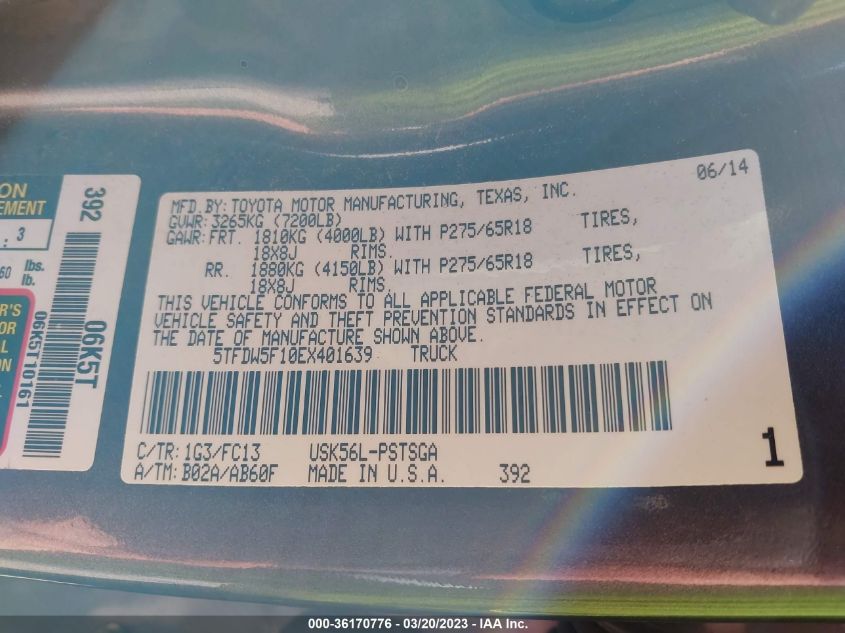 06/14
MFD.BY:TOYOTA MOTOR MANUFACTURING, TEXAS, INC.
GVWR:3265KG (7200LB)
GAWR:FRT. 1810KG (4000LB) WITH P275/65R18 TIRES,
18X8J RIMS.
RR. 1880KG (4150LB) WITH P275/65R18 TIRES,
18X8J RIMS.
THIS VEHICLE CONFORMS TO ALL APPLICABLE FEDERAL MOTOR
VEHICLE SAFETY AND THEFT PREVENTION STANDARDS IN EFFECT ON
THE DATE OF MANUFACTURE SHOWN ABOVE.
5TFDW5F10EX401639 TRUCK
C/TR:1G3/FC13 USK56L-PSTSGA
A/TM:B02A/AB60F MADE IN U.S.A. 392
1
ON
EMENT
. 3
60 lbs.
lb.
ER'S
OR
L
ON
392
06K5T
06K5T10161
000-36170776 — 03/20/2023 — IAA Inc.